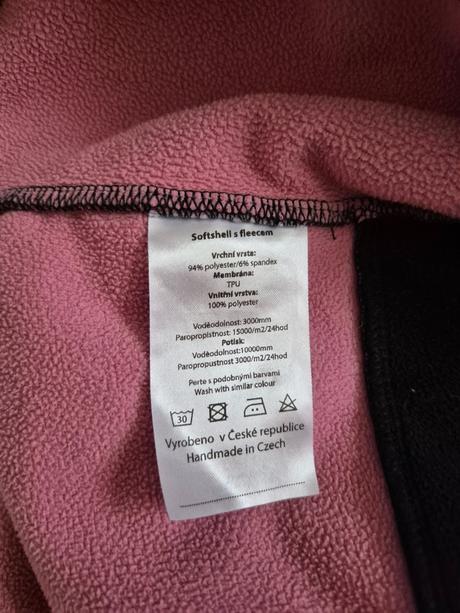 Softshell s fleecem
Vrchní vrsta:
94% polyester/6% spandex
Membrána:
TPU
Vnitřní vrstva:
100% polyester
Voděodolnost: 3000mm
Paropropistnost: 15000/m2/24hod
Potisk:
Voděodolnost:10000mm
Paropropustnost 3000/m2/24hod
Perte s podobnými barvami
Wash with similar colour
30
Vyrobeno v České republice
Handmade in Czech